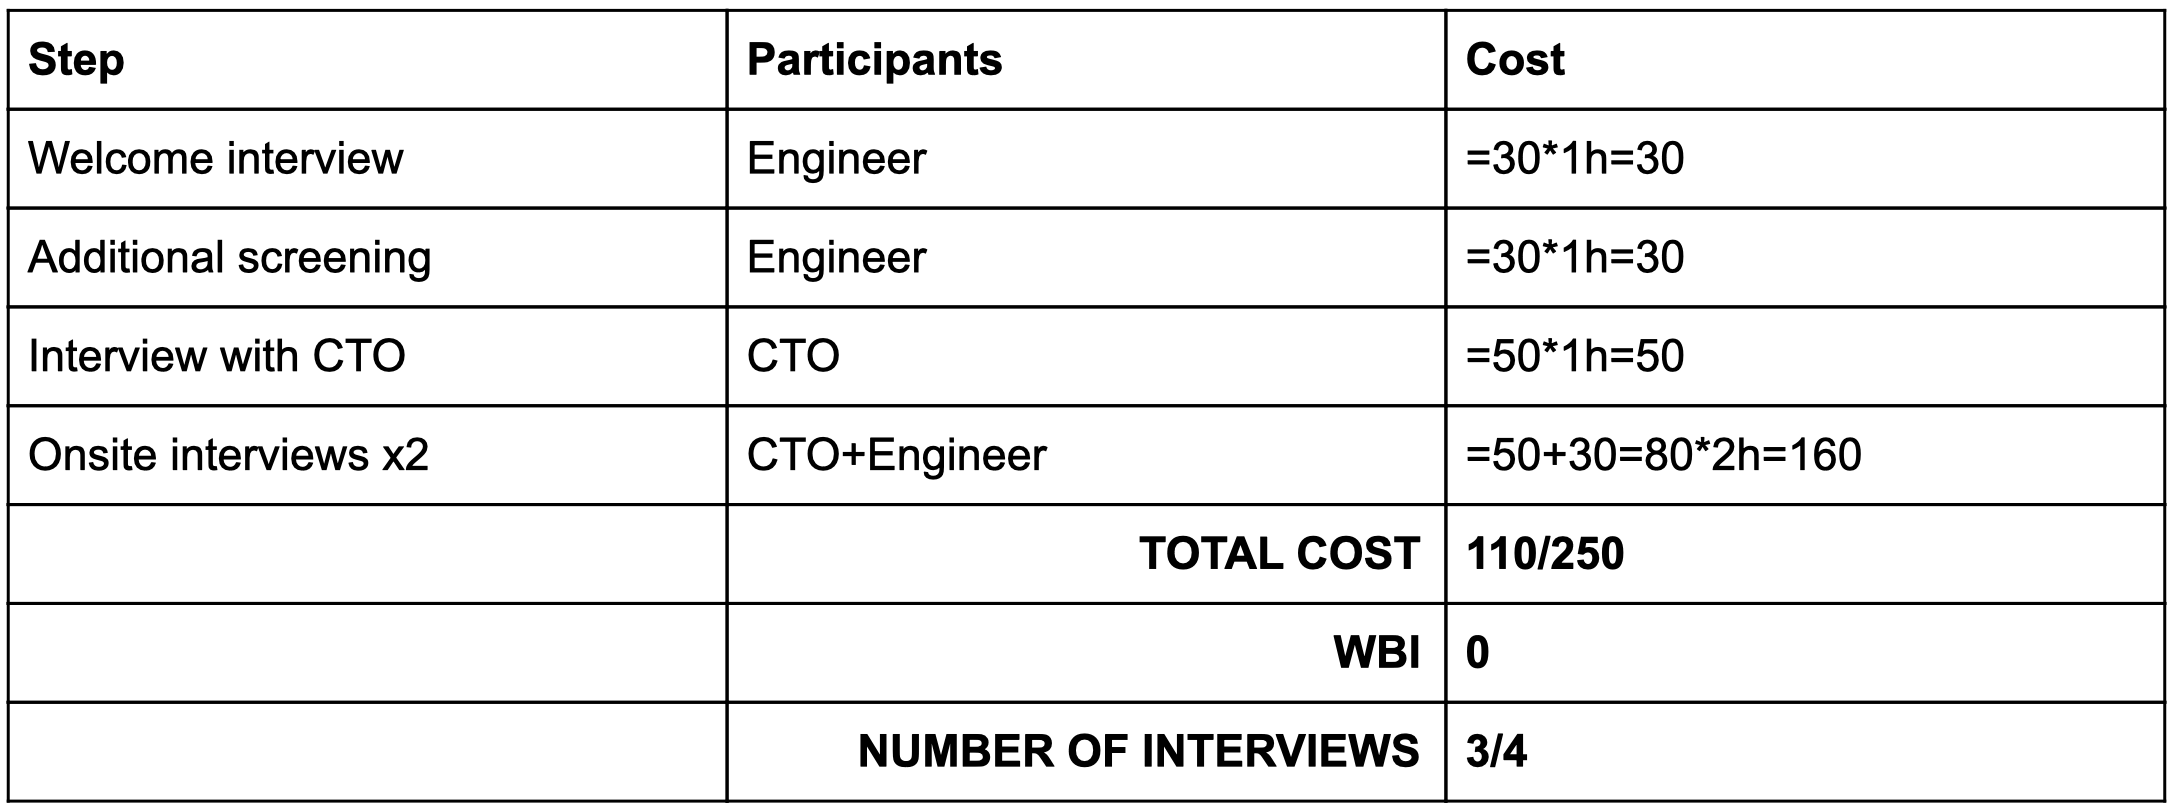 Step Participants Cost
Welcome interview Engineer =30*1h=30
Additional screening Engineer =30*1h=30
Interview with CTO CTO =50*1h=50
Onsite interviews x2 CTO+Engineer =50+30=80*2h=160
TOTAL COST 110/250
WBI 0
NUMBER OF INTERVIEWS 3/4